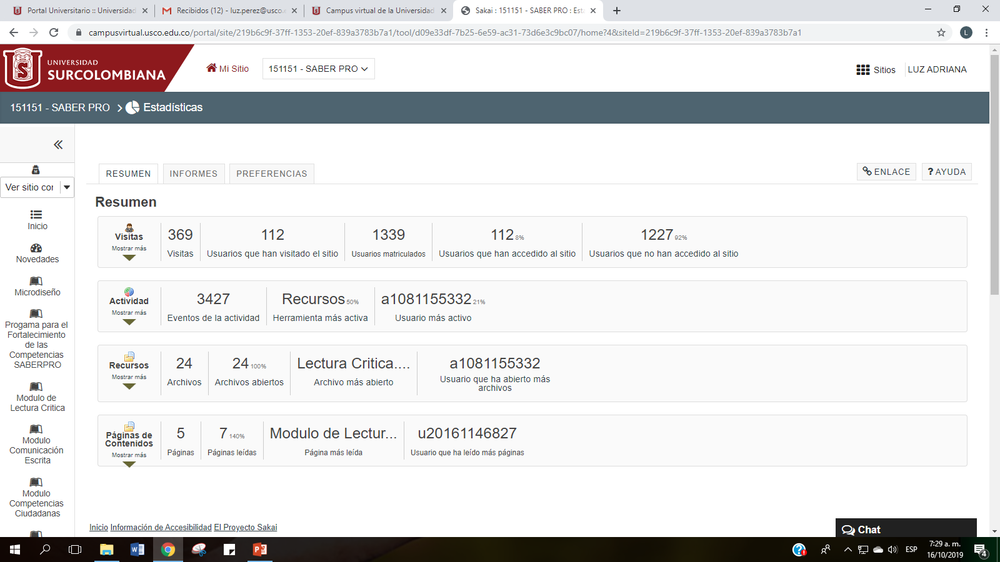 Portal Universitario :: Universidad
Recibidos (12) - luz.perez@usco.e
Campus virtual de la Universidad
Sakai : 151151 - SABER PRO : Est
campusvirtual.usco.edu.co/portal/site/219b6c9f-37ff-1353-20ef-839a3783b7a1/tool/d09e33df-7b25-6e59-ac31-73d6e3c9bc07/home?4&siteId=219b6c9f-37ff-1353-20ef-839a3783b7a1
L
UNIVERSIDAD
SURCOLOMBIANA
Mi Sitio
151151 - SABER PRO
Sitios
LUZ ADRIANA
151151 - SABER PRO
Estadísticas
Ver sitio con
Inicio
Novedades
Microdiseño
Progama para el
Fortalecimiento
de las
Competencias
SABERPRO
Modulo de
Lectura Critica
Modulo
Comunicación
Escrita
Modulo
Competencias
Ciudadanas
RESUMEN
INFORMES
PREFERENCIAS
ENLACE
? AYUDA
Resumen
Visitas
Mostrar más
369
Visitas
112
Usuarios que han visitado el sitio
1339
Usuarios matriculados
112 8%
Usuarios que han accedido al sitio
1227 92%
Usuarios que no han accedido al sitio
Actividad
Mostrar más
3427
Eventos de la actividad
Recursos 50%
Herramienta más activa
a1081155332 21%
Usuario más activo
Recursos
Mostrar más
24
Archivos
24 100%
Archivos abiertos
Lectura Critica....
Archivo más abierto
a1081155332
Usuario que ha abierto más
archivos
Páginas de
Contenidos
Mostrar más
5
Páginas
7 140%
Páginas leídas
Modulo de Lectur...
Página más leída
u20161146827
Usuario que ha leído más páginas
Inicio Información de Accesibilidad El Proyecto Sakai
Chat
ESP
7:29 a. m.
16/10/2019
4